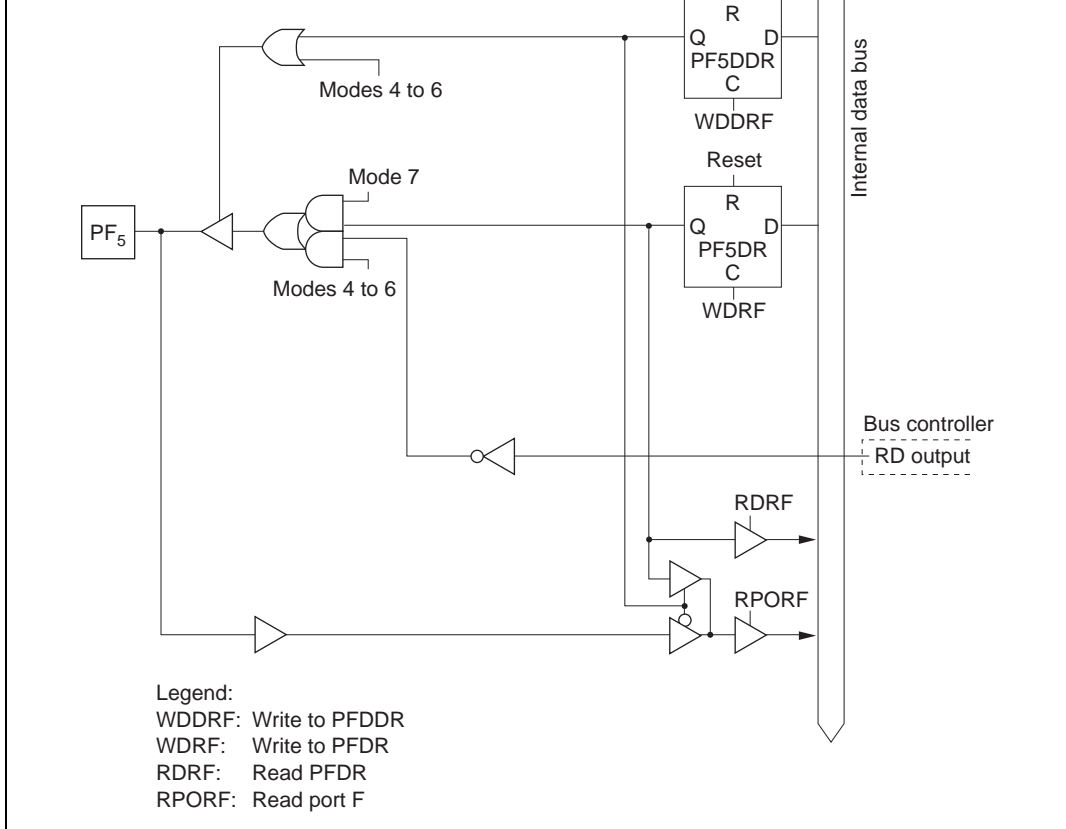 R
Q D
PF5DDR
C
Modes 4 to 6
WDDRF
Internal data bus
Reset
Mode 7
R
PF5
Q D
PF5DR
C
Modes 4 to 6
WDRF
Bus controller
RD output
RDRF
RPORF
Legend:
WDDRF: Write to PFDDR
WDRF: Write to PFDR
RDRF: Read PFDR
RPORF: Read port F